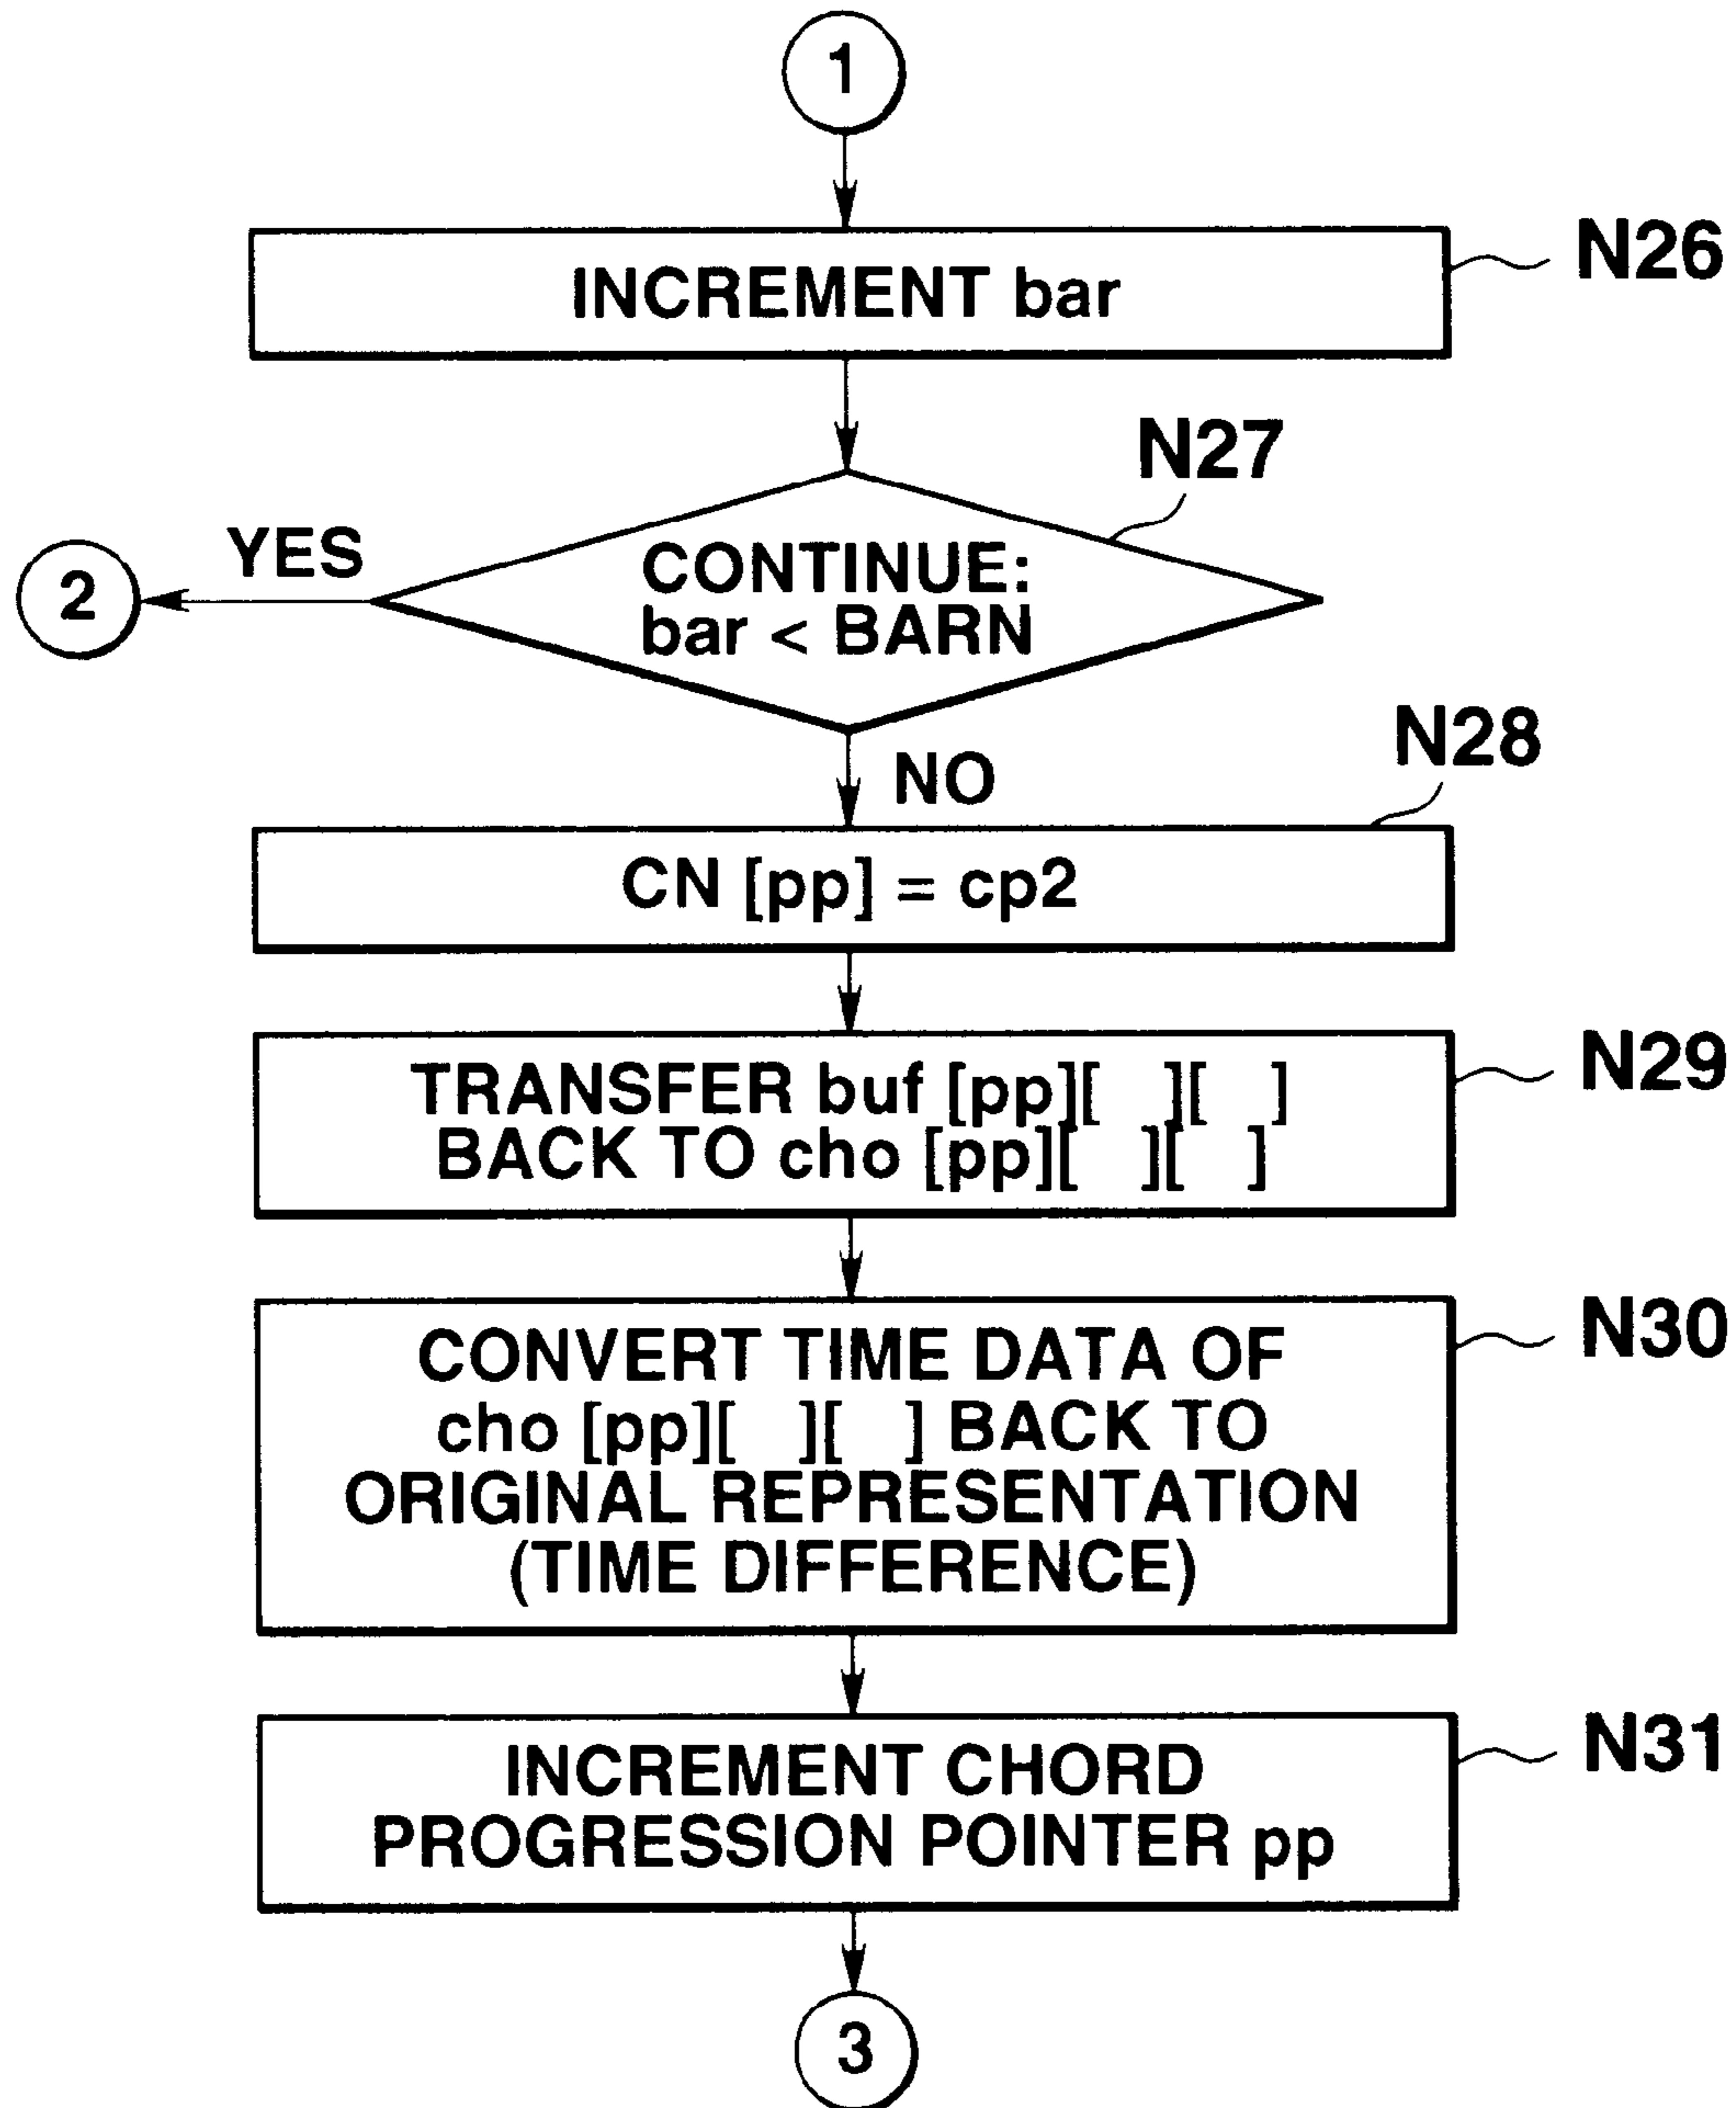 1
INCREMENT bar
N26
N27
YES
2
CONTINUE:
bar < BARN
NO
N28
CN [pp] = cp2
TRANSFER buf [pp][ ][ ]
BACK TO cho [pp][ ][ ]
N29
CONVERT TIME DATA OF
cho [pp][ ][ ] BACK TO
ORIGINAL REPRESENTATION
(TIME DIFFERENCE)
N30
INCREMENT CHORD
PROGRESSION POINTER pp
N31
3